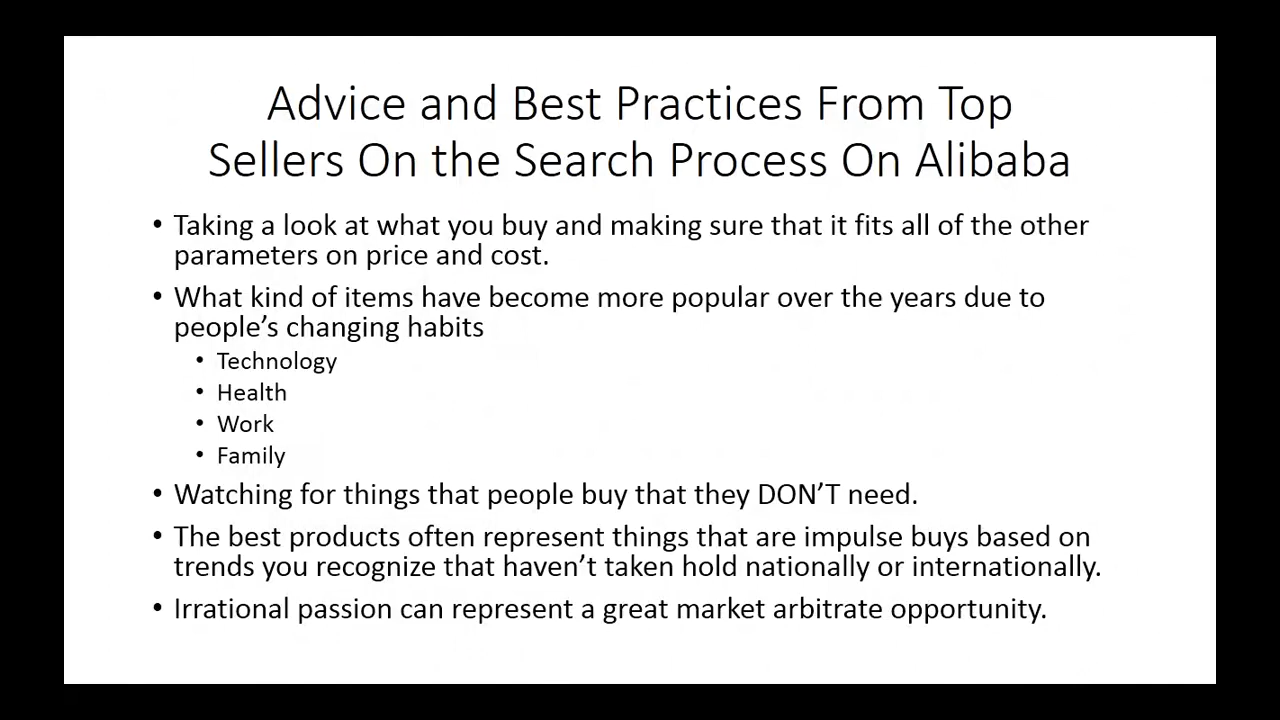 Advice and Best Practices From Top
Sellers On the Search Process On Alibaba
• Taking a look at what you buy and making sure that it fits all of the other
parameters on price and cost.
• What kind of items have become more popular over the years due to
people’s changing habits
• Technology
• Health
• Work
• Family
• Watching for things that people buy that they DON’T need.
• The best products often represent things that are impulse buys based on
trends you recognize that haven’t taken hold nationally or internationally.
• Irrational passion can represent a great market arbitrate opportunity.